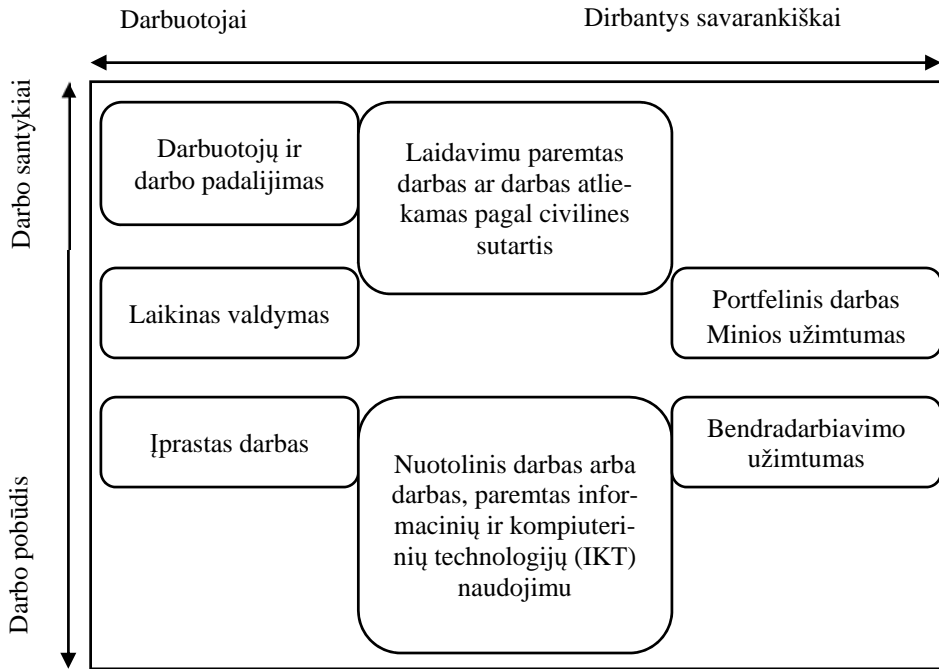 Darbuotojai
Dirbantys savarankiškai
Darbo santykiai
Darbuotojų ir
darbo padalijimas
Laidavimu paremtas
darbas ar darbas atlie-
kamas pagal civilines
sutartis
Laikinas valdymas
Portfelinis darbas
Minios užimtumas
Darbo pobūdis
Įprastas darbas
Nuotolinis darbas arba
darbas, paremtas infor-
macinių ir kompiuteri-
nių technologijų (IKT)
naudojimu
Bendradarbiavimo
užimtumas